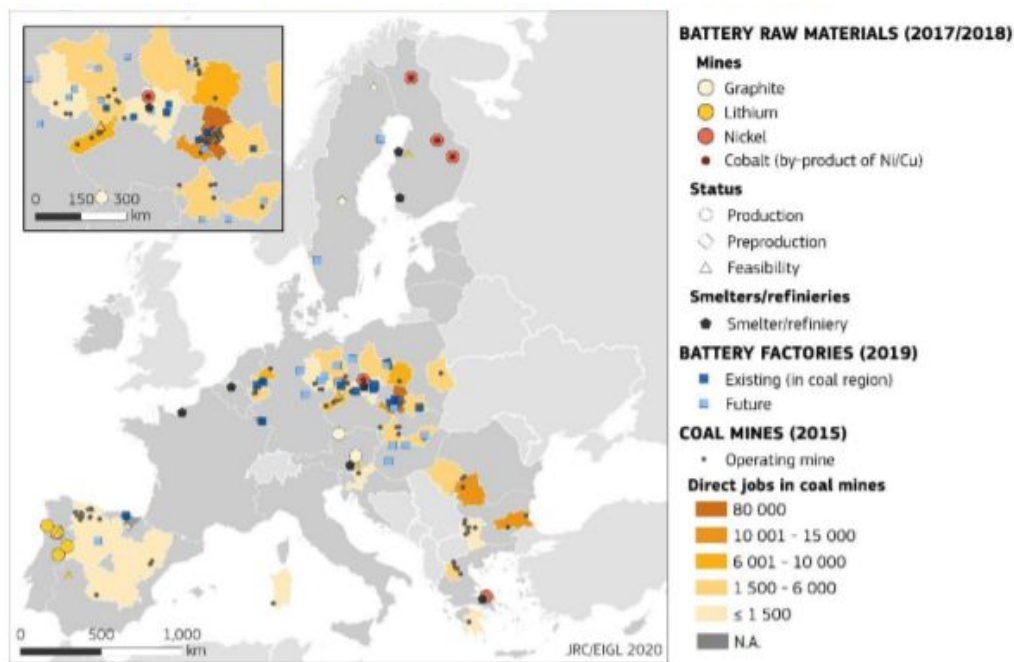 BATTERY RAW MATERIALS (2017/2018)
Mines
Graphite
Lithium
Nickel
Cobalt (by-product of Ni/Cu)
Status
Production
Preproduction
Feasibility
Smelters/refinieries
Smelter/refiniery
BATTERY FACTORIES (2019)
Existing (in coal region)
Future
COAL MINES (2015)
Operating mine
Direct jobs in coal mines
80 000
10 001 - 15 000
6 001 - 10 000
1 500 - 6 000
≤ 1 500
N.A.
0 150 300
km
0 500 1,000
km
JRC/EIGL 2020